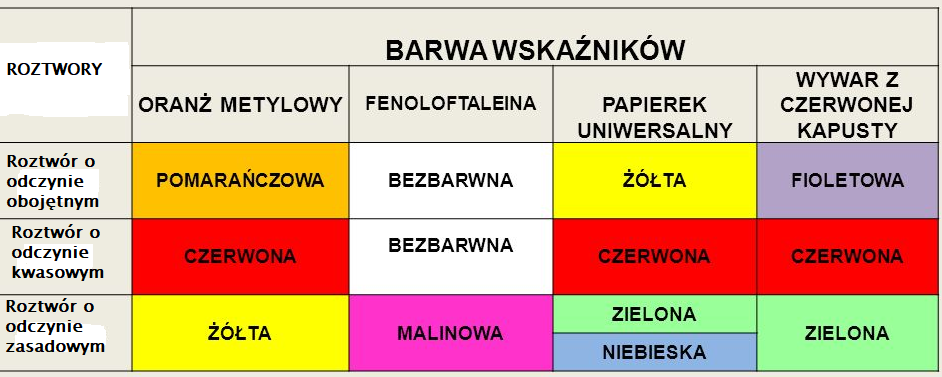 BARWA WSKAŹNIKÓW
ROZTWORY
ORANŻ METYLOWY
FENOLOFTALEINA
PAPIEREK
UNIWERSALNY
WYWAR Z
CZERWONEJ
KAPUSTY
Roztwór o
odczynie
obojętnym
POMARAŃCZOWA
BEZBARWNA
ŻÓŁTA
FIOLETOWA
Roztwór o
odczynie
kwasowym
CZERWONA
BEZBARWNA
CZERWONA
CZERWONA
Roztwór o
odczynie
zasadowym
ŻÓŁTA
MALINOWA
ZIELONA
NIEBIESKA
ZIELONA